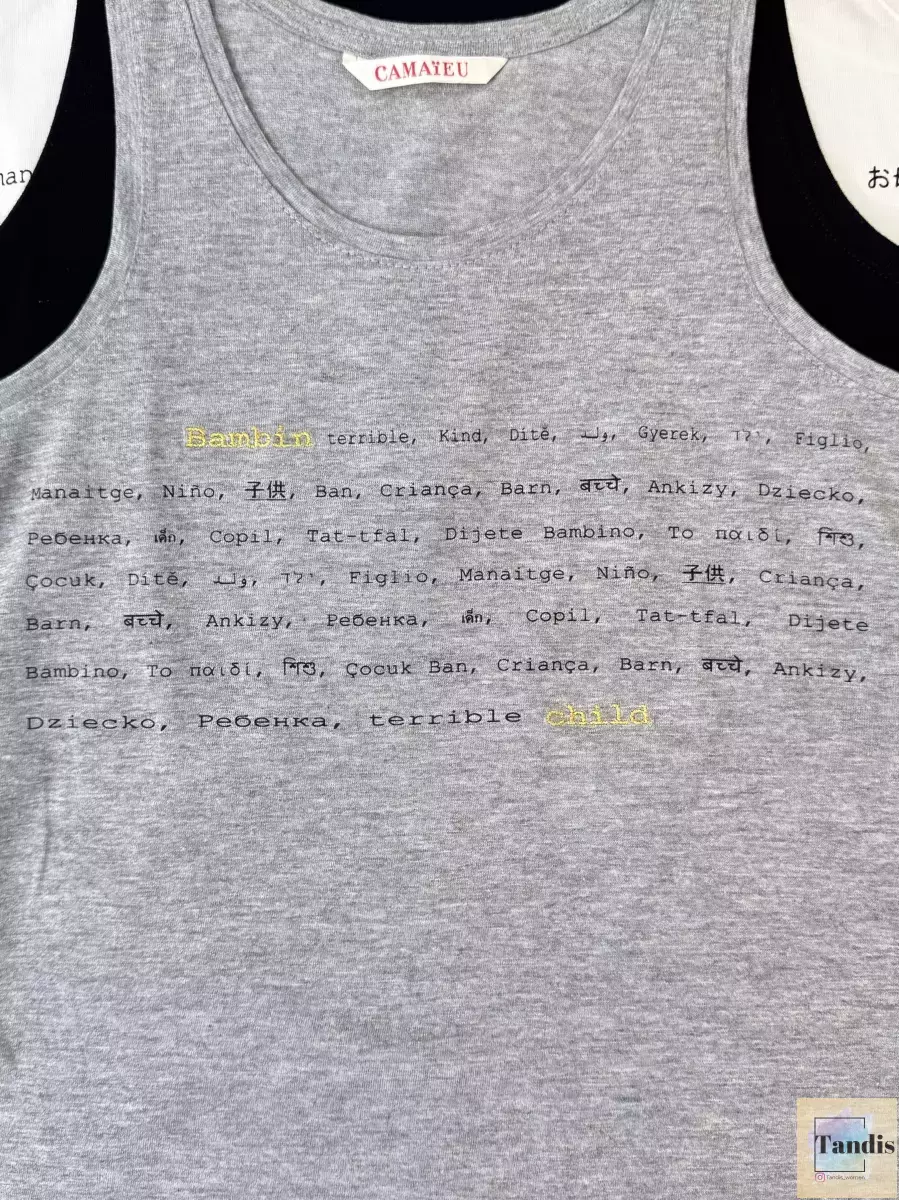 CAMAÏEU
Bambin terrible, Kind, Dítě, ولد, Gyerek, ילד, Figlio,
Manaitge, Niño, 子供, Ban, Criança, Barn, बच्चे, Ankizy, Dziecko,
Ребенка, เด็ก, Copil, Tat-tfal, Dijete Bambino, Το παιδί, শিশু,
Çocuk, Dítě, ولد, ילד, Figlio, Manaitge, Niño, 子供, Criança,
Barn, बच्चे, Ankizy, Ребенка, เด็ก, Copil, Tat-tfal, Dijete
Bambino, Το παιδί, শিশু, Çocuk Ban, Criança, Barn, बच्चे, Ankizy,
Dziecko, Ребенка, terrible child
Tandis